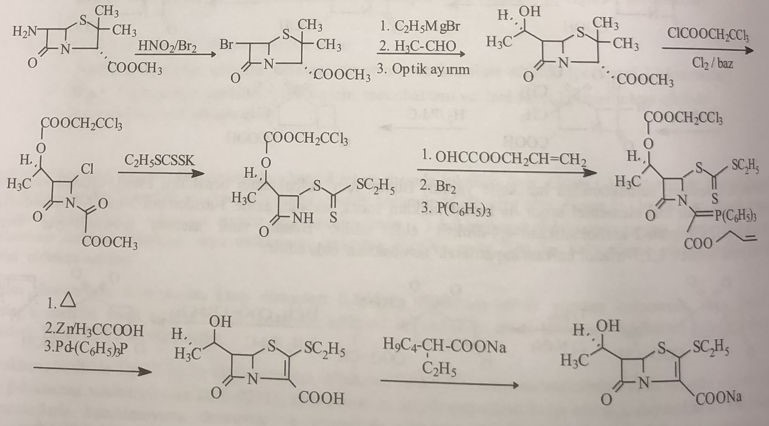 H₂N
S
CH₃
CH₃
O
N
COOCH₃
HNO₂/Br₂
Br
S
CH₃
CH₃
O
N
COOCH₃
1. C₂H₅MgBr
2. H₃C-CHO
3. Optik ayırım
H
OH
H₃C
S
CH₃
CH₃
O
N
COOCH₃
ClCOOCH₂CCl₃
Cl₂/baz
COOCH₂CCl₃
O
H
H₃C
Cl
O
N
O
COOCH₃
C₂H₅SCSSK
COOCH₂CCl₃
O
H
H₃C
S
SC₂H₅
S
O
NH
1. OHCCOOCH₂CH=CH₂
2. Br₂
3. P(C₆H₅)₃
COOCH₂CCl₃
O
H
H₃C
S
SC₂H₅
S
O
N
P(C₆H₅)₃
COO
1. △
2.Zn/H₃CCOOH
3.Pd-(C₆H₅)₃P
H
OH
H₃C
S
SC₂H₅
O
N
COOH
H₉C₄-CH-COONa
C₂H₅
H
OH
H₃C
S
SC₂H₅
O
N
COONa